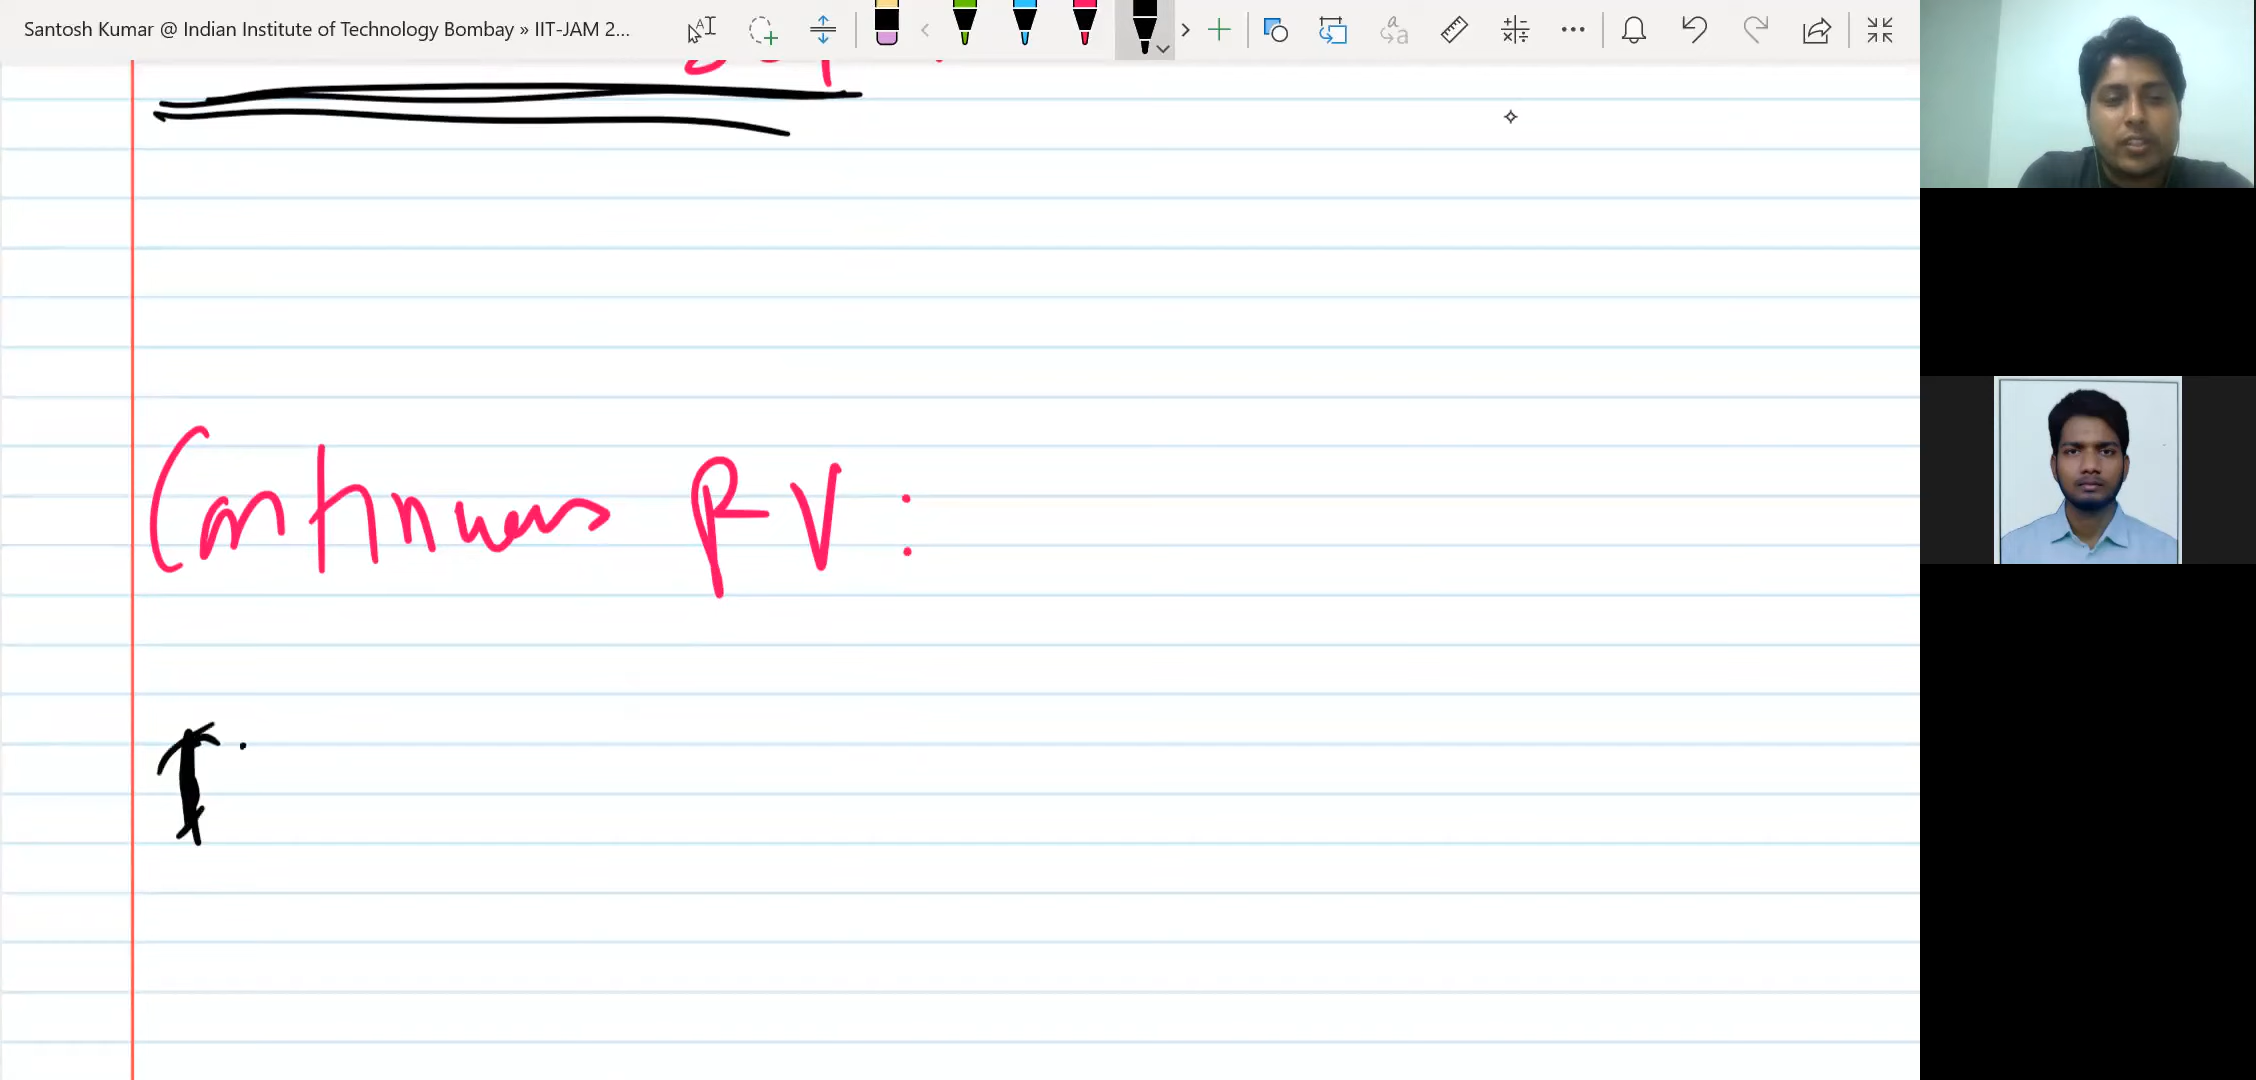 Santosh Kumar @ Indian Institute of Technology Bombay » IIT-JAM 2...
Continuous RV :